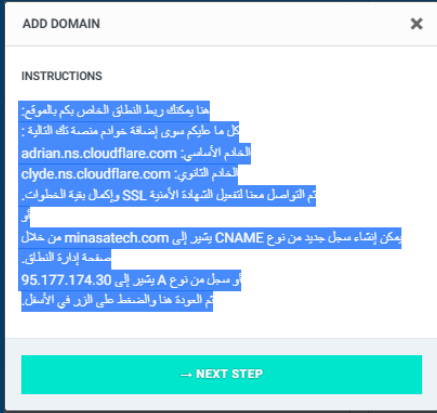 ADD DOMAIN
×
INSTRUCTIONS
هنا يمكنك ربط النطاق الخاص بكم بالموقع:
كل ما عليكم سوى إضافة خوادم منصة تك التالية :
الخادم الأساسي: adrian.ns.cloudflare.com
الخادم الثانوي: clyde.ns.cloudflare.com
ثم التواصل معنا لتفعيل الشهادة الأمنية SSL وإكمال بقية الخطوات.
أو
يمكن إنشاء سجل جديد من نوع CNAME يشير إلى minasatech.com من خلال
صفحة إدارة النطاق.
أو سجل من نوع A يشير إلى 95.177.174.30
ثم العودة هنا والضغط على الزر في الأسفل.
→ NEXT STEP